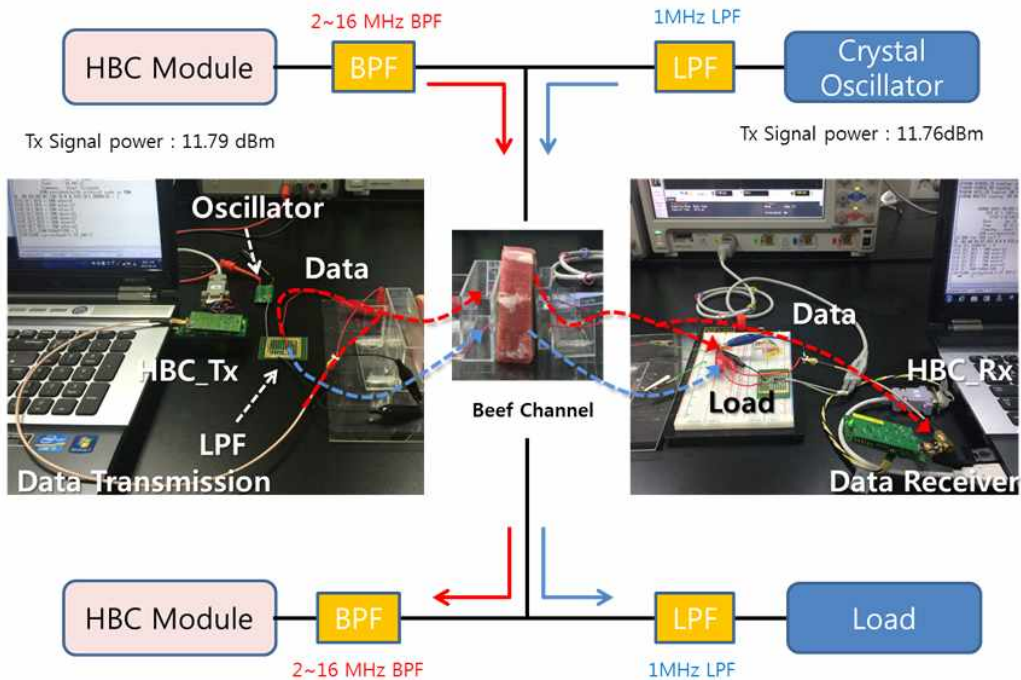 2~16 MHz BPF
1MHz LPF
HBC Module
BPF
LPF
Crystal
Oscillator
Tx Signal power : 11.79 dBm
Tx Signal power : 11.76dBm
Oscillator
Data
HBC_Tx
LPF
Data Transmission
Beef Channel
Data
Load
HBC_Rx
Data Receiver
HBC Module
BPF
LPF
Load
2~16 MHz BPF
1MHz LPF